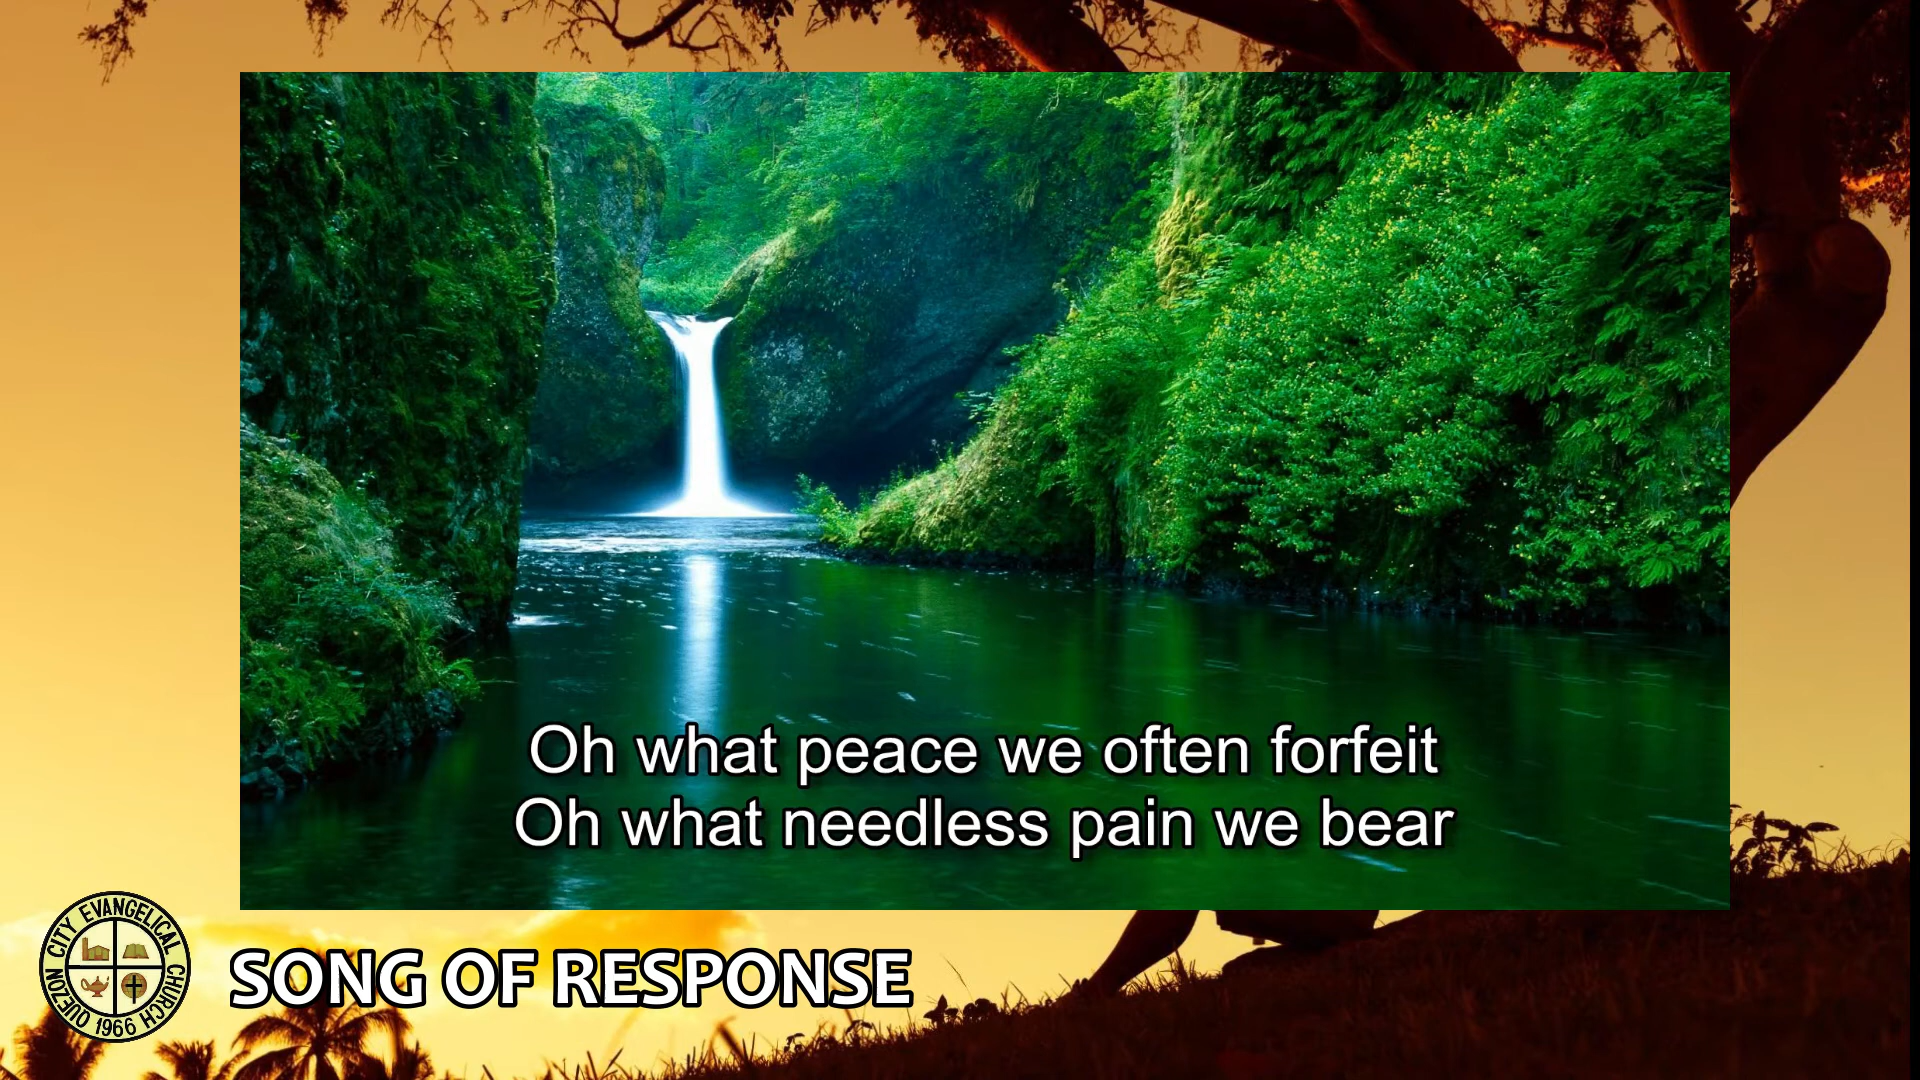 Oh what peace we often forfeit
Oh what needless pain we bear
QUEZON CITY EVANGELICAL CHURCH
1966
SONG OF RESPONSE